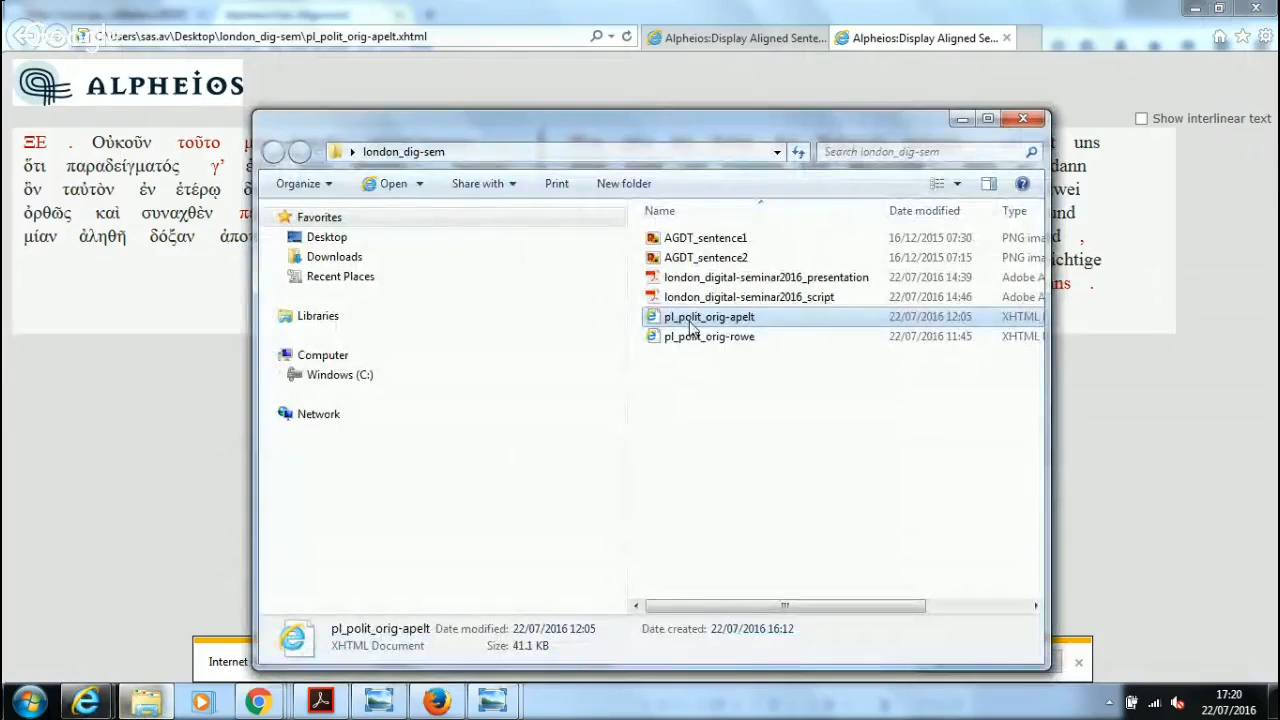 C:\Users\sas.av\Desktop\london_dig-sem\pl_polit_orig-apelt.xhtml
Alpheios:Display Aligned Sente...
Alpheios:Display Aligned Se...
Google
ALPHEIOS
Show interlinear text
ΞΕ . Οὐκοῦν τοῦτο
ὅτι παραδείγματός γ’
ὂν ταὐτὸν ἐν ἑτέρῳ
ὀρθῶς καὶ συναχθὲν
μίαν ἀληθῆ δόξαν
uns
dann
wei
nd
,
ichtige
ns .
london_dig-sem
Search london_dig-sem
Organize
Open
Share with
Print
New folder
Favorites
Desktop
Downloads
Recent Places
Libraries
Computer
Windows (C:)
Network
Name Date modified Type
AGDT_sentence1 16/12/2015 07:30 PNG ima
AGDT_sentence2 16/12/2015 07:15 PNG ima
london_digital-seminar2016_presentation 22/07/2016 14:39 Adobe A
london_digital-seminar2016_script 22/07/2016 14:46 Adobe A
pl_polit_orig-apelt 22/07/2016 12:05 XHTML
pl_polit_orig-rowe 22/07/2016 11:45 XHTML
pl_polit_orig-apelt Date modified: 22/07/2016 12:05 Date created: 22/07/2016 16:12
XHTML Document Size: 41.1 KB
Internet
17:20
22/07/2016